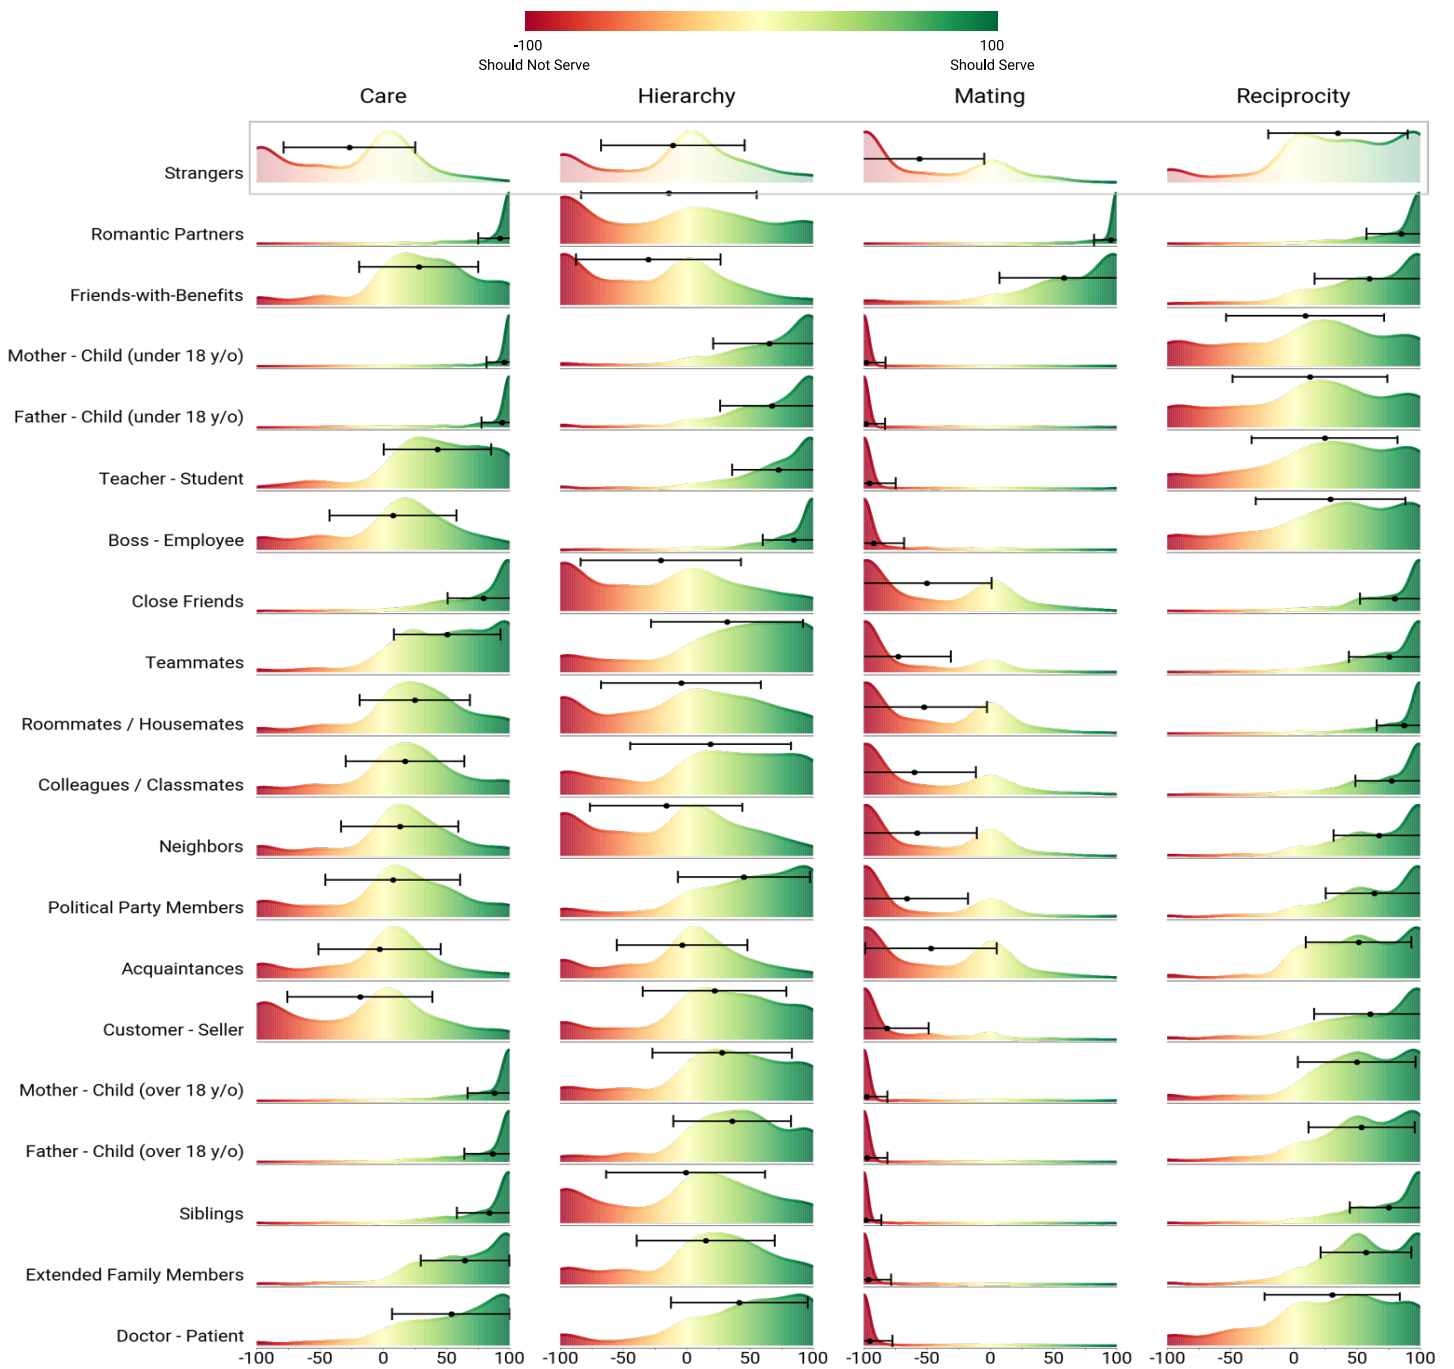 -100 100
Should Not Serve Should Serve
Care Hierarchy Mating Reciprocity
Strangers
Romantic Partners
Friends-with-Benefits
Mother - Child (under 18 y/o)
Father - Child (under 18 y/o)
Teacher - Student
Boss - Employee
Close Friends
Teammates
Roommates / Housemates
Colleagues / Classmates
Neighbors
Political Party Members
Acquaintances
Customer - Seller
Mother - Child (over 18 y/o)
Father - Child (over 18 y/o)
Siblings
Extended Family Members
Doctor - Patient
-100 -50 0 50 100 -100 -50 0 50 100 -100 -50 0 50 100 -100 -50 0 50 100